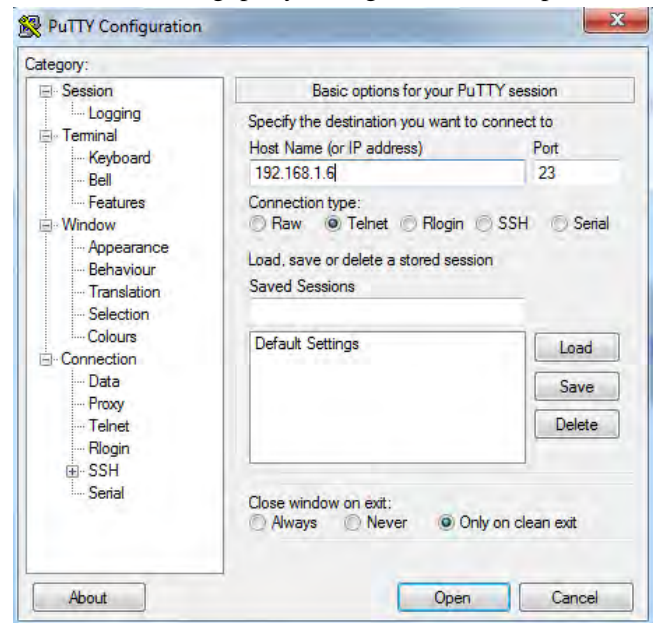 PuTTY Configuration
Category:
Session
Logging
Terminal
Keyboard
Bell
Features
Window
Appearance
Behaviour
Translation
Selection
Colours
Connection
Data
Proxy
Telnet
Rlogin
SSH
Serial
Basic options for your PuTTY session
Specify the destination you want to connect to
Host Name (or IP address) Port
192.168.1.6 23
Connection type:
Raw Telnet Rlogin SSH Serial
Load, save or delete a stored session
Saved Sessions
Default Settings
Load
Save
Delete
Close window on exit:
Always Never Only on clean exit
About Open Cancel